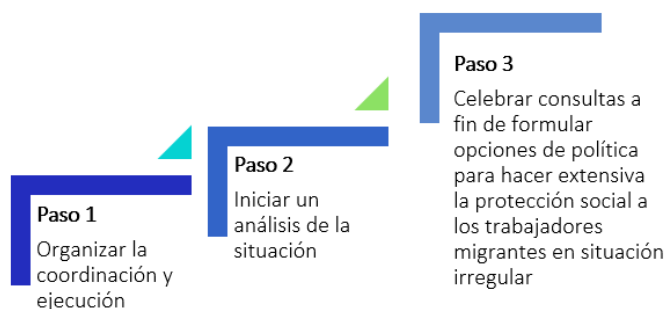 Paso 1
Organizar la
coordinación y
ejecución
Paso 2
Iniciar un
análisis de la
situación
Paso 3
Celebrar consultas a
fin de formular
opciones de política
para hacer extensiva
la protección social a
los trabajadores
migrantes en situación
irregular